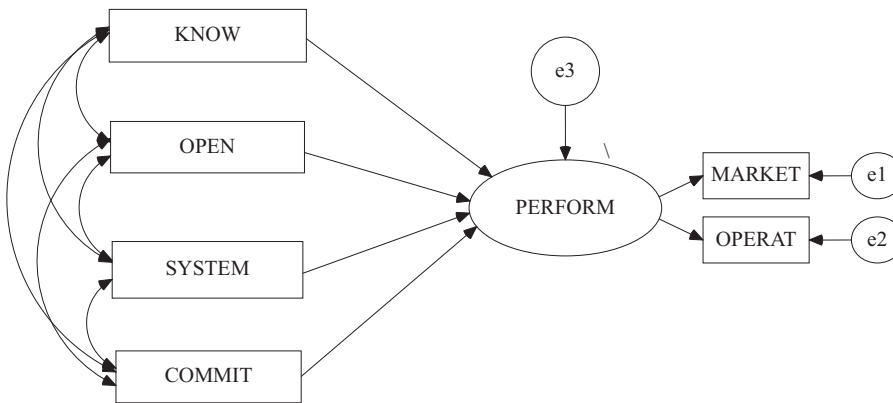 KNOW
e3
OPEN
MARKET
e1
PERFORM
OPERAT
e2
SYSTEM
COMMIT